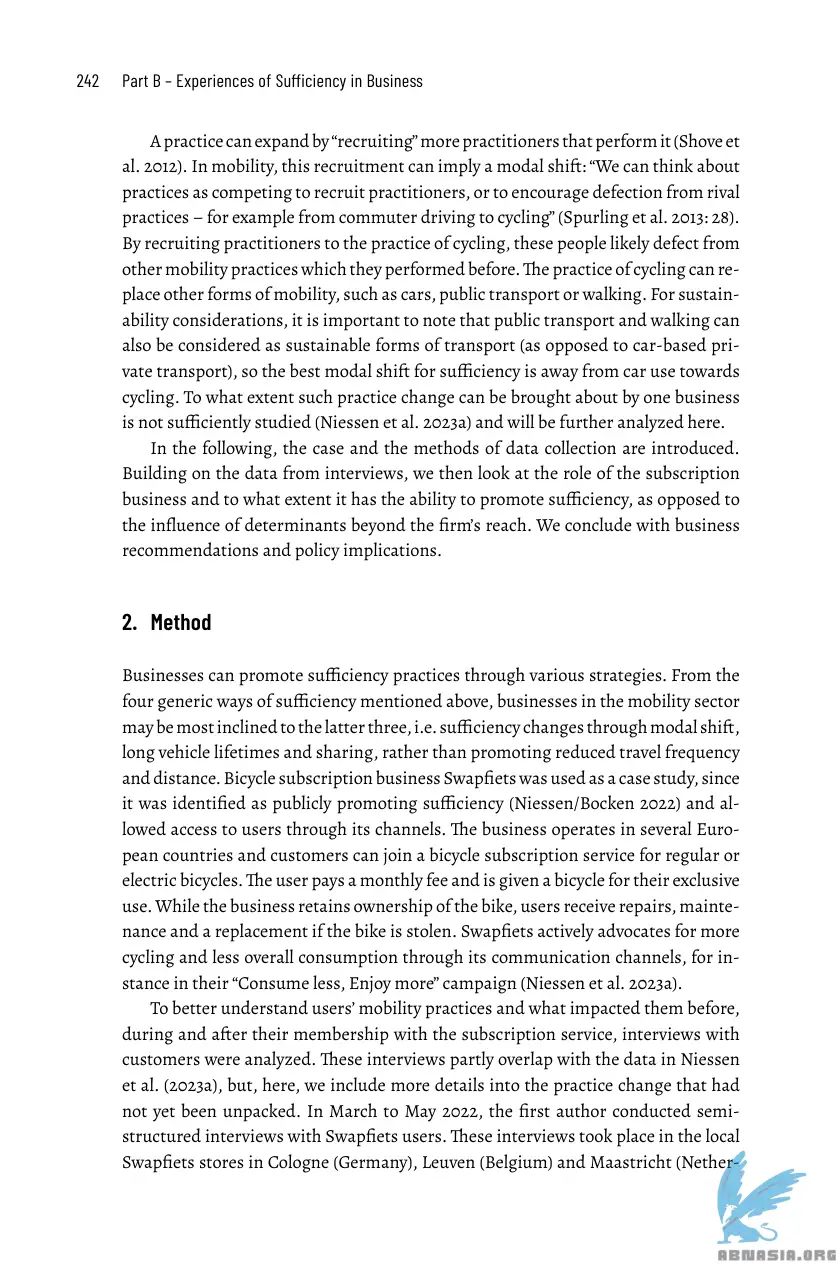 242 Part B – Experiences of Sufficiency in Business
A practice can expand by “recruiting” more practitioners that perform it (Shove et
al. 2012). In mobility, this recruitment can imply a modal shift: “We can think about
practices as competing to recruit practitioners, or to encourage defection from rival
practices – for example from commuter driving to cycling” (Spurling et al. 2013: 28).
By recruiting practitioners to the practice of cycling, these people likely defect from
other mobility practices which they performed before. The practice of cycling can re-
place other forms of mobility, such as cars, public transport or walking. For sustain-
ability considerations, it is important to note that public transport and walking can
also be considered as sustainable forms of transport (as opposed to car-based pri-
vate transport), so the best modal shift for sufficiency is away from car use towards
cycling. To what extent such practice change can be brought about by one business
is not sufficiently studied (Niessen et al. 2023a) and will be further analyzed here.
In the following, the case and the methods of data collection are introduced.
Building on the data from interviews, we then look at the role of the subscription
business and to what extent it has the ability to promote sufficiency, as opposed to
the influence of determinants beyond the firm’s reach. We conclude with business
recommendations and policy implications.
2. Method
Businesses can promote sufficiency practices through various strategies. From the
four generic ways of sufficiency mentioned above, businesses in the mobility sector
may be most inclined to the latter three, i.e. sufficiency changes through modal shift,
long vehicle lifetimes and sharing, rather than promoting reduced travel frequency
and distance. Bicycle subscription business Swapfiets was used as a case study, since
it was identified as publicly promoting sufficiency (Niessen/Bocken 2022) and al-
lowed access to users through its channels. The business operates in several Euro-
pean countries and customers can join a bicycle subscription service for regular or
electric bicycles. The user pays a monthly fee and is given a bicycle for their exclusive
use. While the business retains ownership of the bike, users receive repairs, mainte-
nance and a replacement if the bike is stolen. Swapfiets actively advocates for more
cycling and less overall consumption through its communication channels, for in-
stance in their “Consume less, Enjoy more” campaign (Niessen et al. 2023a).
To better understand users’ mobility practices and what impacted them before,
during and after their membership with the subscription service, interviews with
customers were analyzed. These interviews partly overlap with the data in Niessen
et al. (2023a), but, here, we include more details into the practice change that had
not yet been unpacked. In March to May 2022, the first author conducted semi-
structured interviews with Swapfiets users. These interviews took place in the local
Swapfiets stores in Cologne (Germany), Leuven (Belgium) and Maastricht (Nether-
ABNASIA.ORG